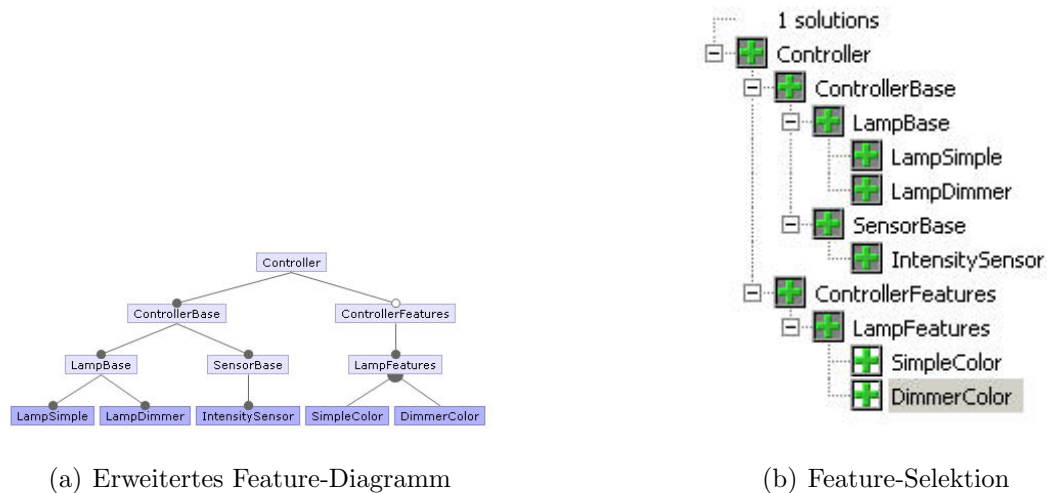 Controller
ControllerBase ControllerFeatures
LampBase SensorBase LampFeatures
LampSimple LampDimmer IntensitySensor SimpleColor DimmerColor
(a) Erweitertes Feature-Diagramm
1 solutions
Controller
ControllerBase
LampBase
LampSimple
LampDimmer
SensorBase
IntensitySensor
ControllerFeatures
LampFeatures
SimpleColor
DimmerColor
(b) Feature-Selektion